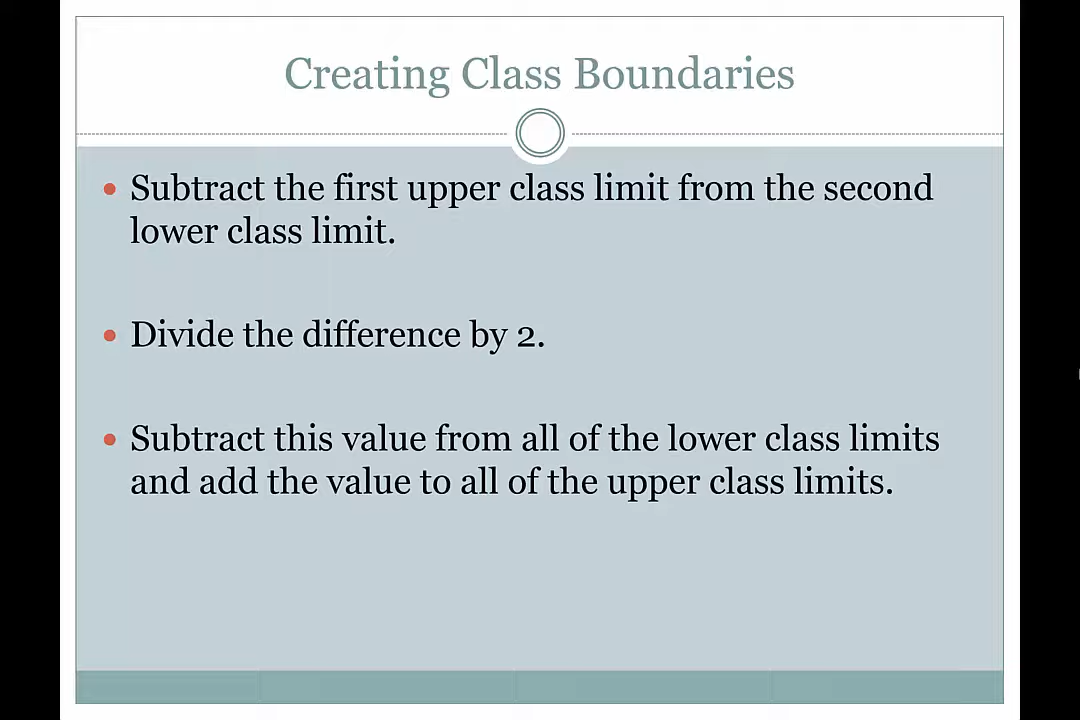 Creating Class Boundaries
• Subtract the first upper class limit from the second
lower class limit.
• Divide the difference by 2.
• Subtract this value from all of the lower class limits
and add the value to all of the upper class limits.